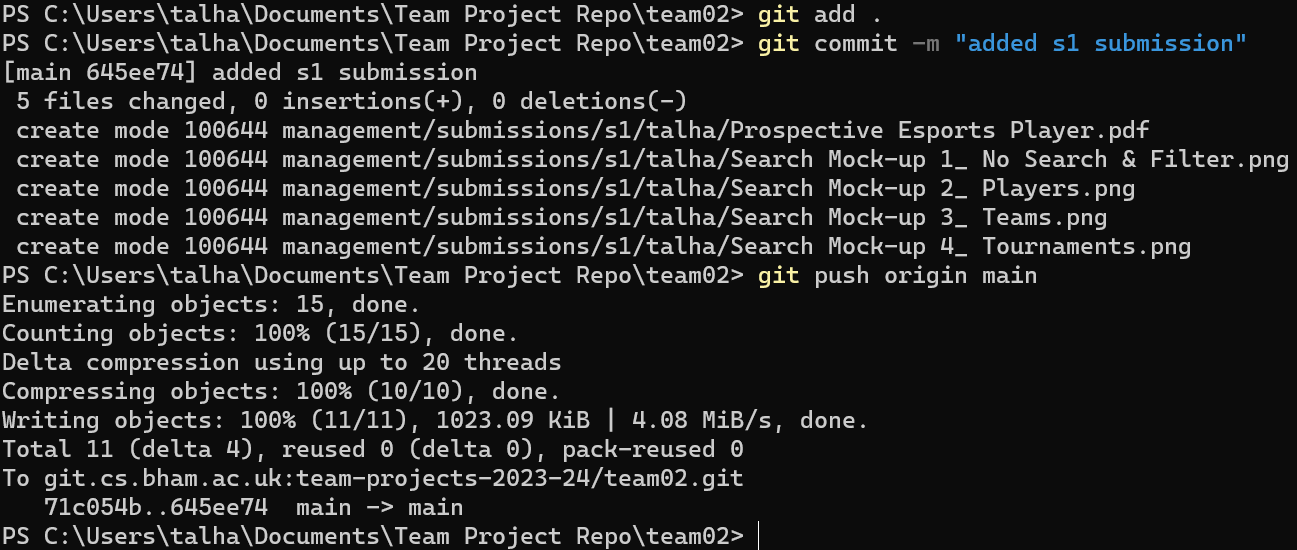 PS C:\Users\talha\Documents\Team Project Repo\team02> git add .
PS C:\Users\talha\Documents\Team Project Repo\team02> git commit -m "added s1 submission"
[main 645ee74] added s1 submission
 5 files changed, 0 insertions(+), 0 deletions(-)
 create mode 100644 management/submissions/s1/talha/Prospective Esports Player.pdf
 create mode 100644 management/submissions/s1/talha/Search Mock-up 1_ No Search & Filter.png
 create mode 100644 management/submissions/s1/talha/Search Mock-up 2_ Players.png
 create mode 100644 management/submissions/s1/talha/Search Mock-up 3_ Teams.png
 create mode 100644 management/submissions/s1/talha/Search Mock-up 4_ Tournaments.png
PS C:\Users\talha\Documents\Team Project Repo\team02> git push origin main
Enumerating objects: 15, done.
Counting objects: 100% (15/15), done.
Delta compression using up to 20 threads
Compressing objects: 100% (10/10), done.
Writing objects: 100% (11/11), 1023.09 KiB | 4.08 MiB/s, done.
Total 11 (delta 4), reused 0 (delta 0), pack-reused 0
To git.cs.bham.ac.uk:team-projects-2023-24/team02.git
   71c054b..645ee74  main -> main
PS C:\Users\talha\Documents\Team Project Repo\team02>